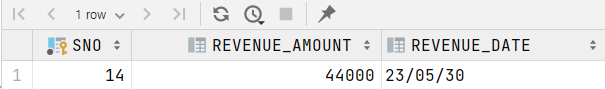 1 row
SNO REVENUE_AMOUNT REVENUE_DATE
1 14 44000 23/05/30